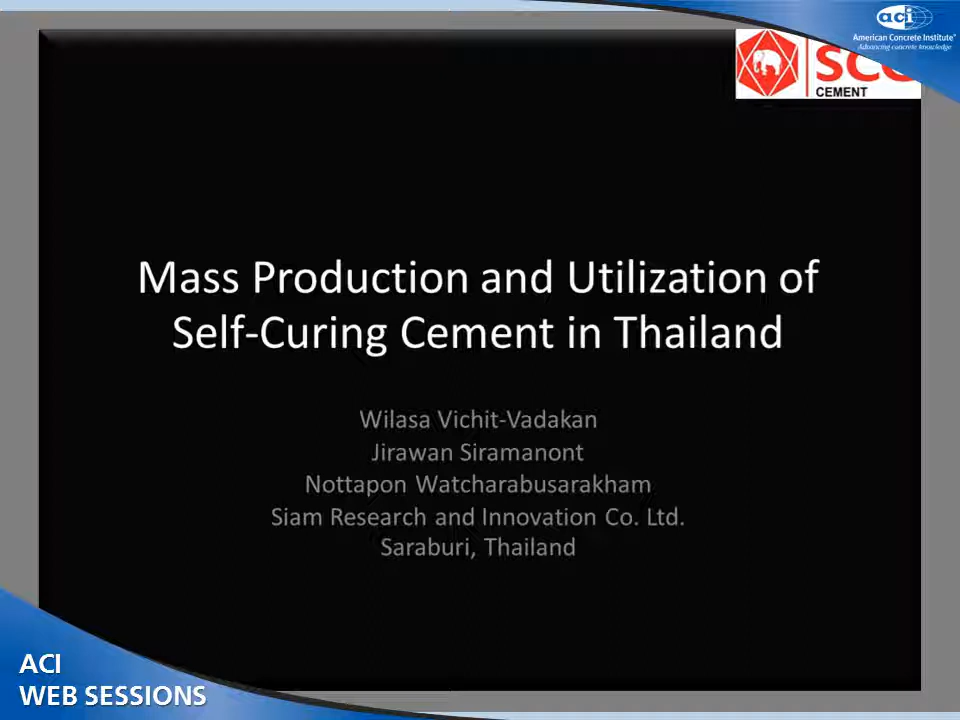 aci
American Concrete Institute
Advancing concrete knowledge
CEMENT
Mass Production and Utilization of
Self-Curing Cement in Thailand
Wilasa Vichit-Vadakan
Jirawan Siramanont
Nottapon Watcharabusarakham
Siam Research and Innovation Co. Ltd.
Saraburi, Thailand
ACI
WEB SESSIONS